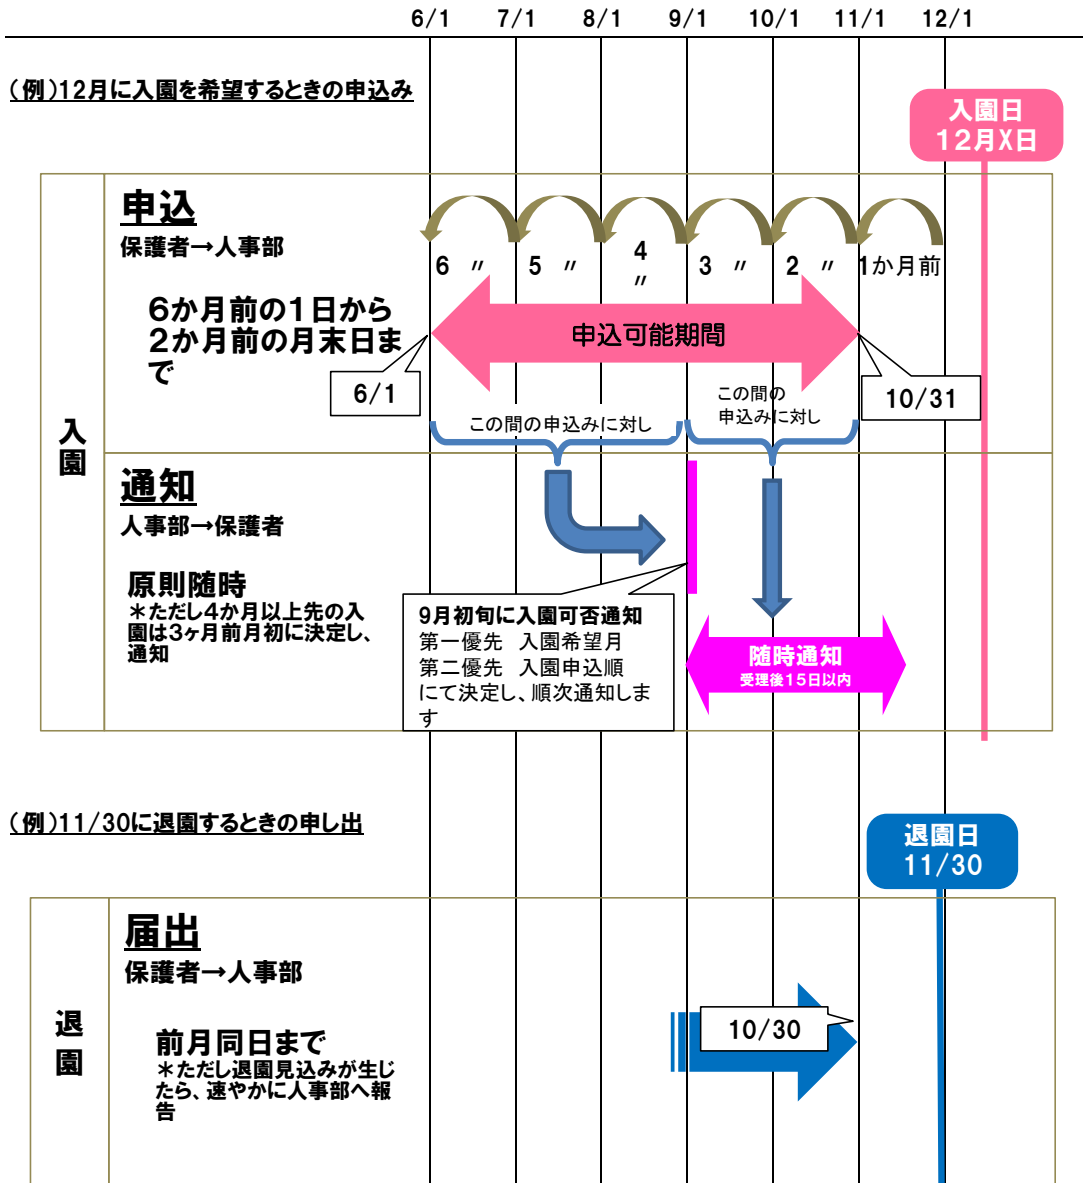 6/1 7/1 8/1 9/1 10/1 11/1 12/1
(例)12月に入園を希望するときの申込み
入園日
12月X日
入園
申込
保護者→人事部
6か月前の1日から
2か月前の月末日ま
で
6 〃 5 〃 4 〃 3 〃 2 〃 1か月前
申込可能期間
6/1
10/31
この間の申込みに対し
この間の
申込みに対し
通知
人事部→保護者
原則随時
*ただし4か月以上先の入
園は3ヶ月前月初に決定し、
通知
9月初旬に入園可否通知
第一優先 入園希望月
第二優先 入園申込順
にて決定し、順次通知しま
す
随時通知
受理後15日以内
(例)11/30に退園するときの申し出
退園日
11/30
退園
届出
保護者→人事部
前月同日まで
*ただし退園見込みが生じ
たら、速やかに人事部へ報
告
10/30